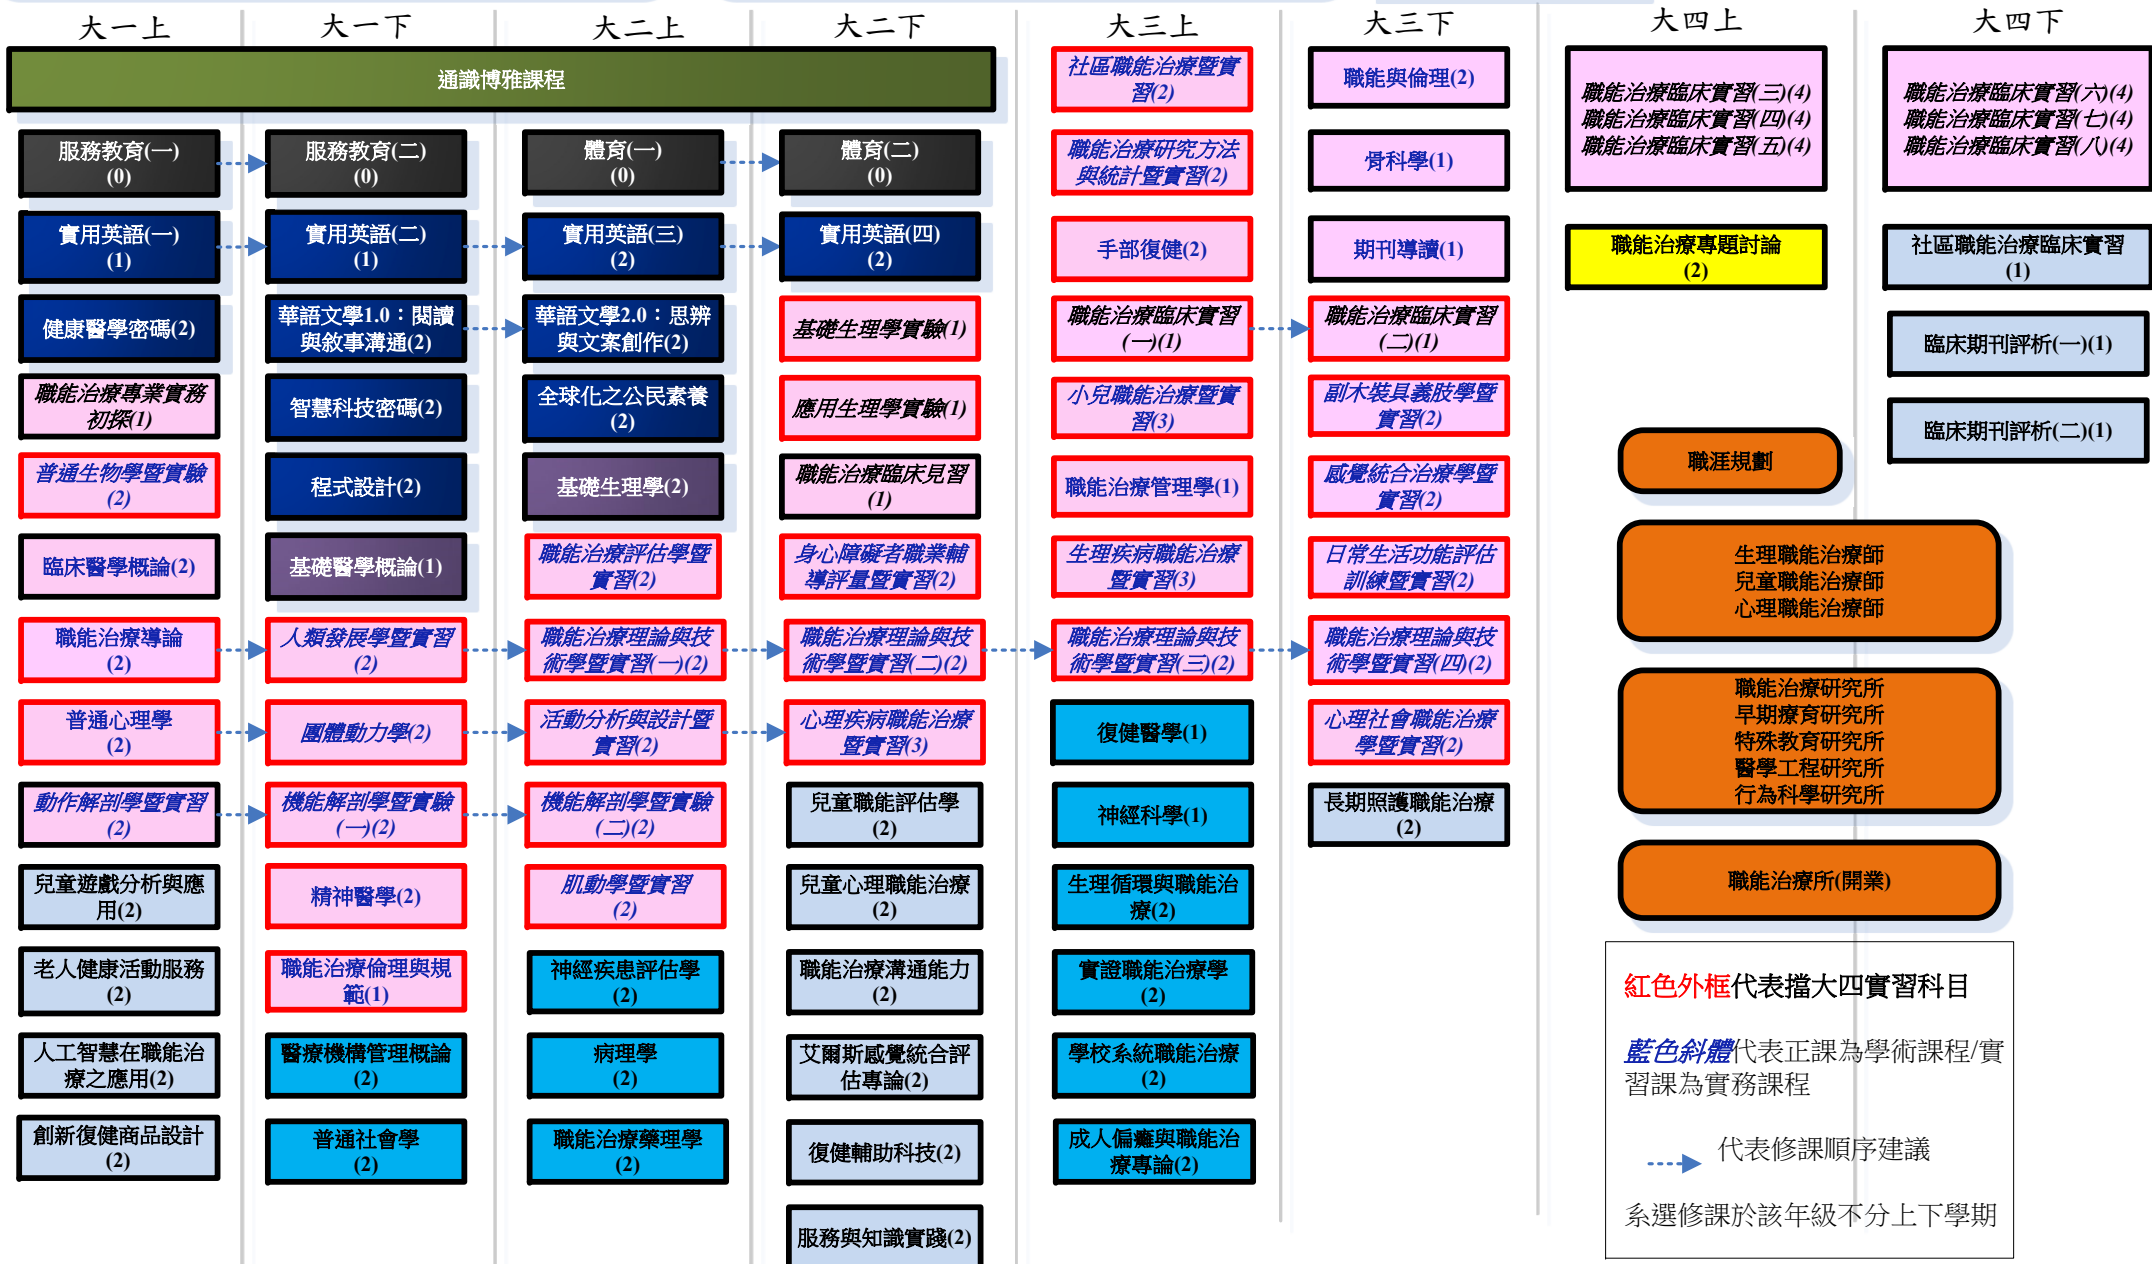 大一上
大一下
大二上
大二下
大三上
大三下
大四上
大四下
通識博雅課程
服務教育(一)
(0)
實用英語(一)
(1)
健康醫學密碼(2)
職能治療專業實務
初探(1)
普通生物學暨實驗
(2)
臨床醫學概論(2)
職能治療導論
(2)
普通心理學
(2)
動作解剖學暨實習
(2)
兒童遊戲分析與應
用(2)
老人健康活動服務
(2)
人工智慧在職能治
療之應用(2)
創新復健商品設計
(2)
服務教育(二)
(0)
實用英語(二)
(1)
華語文學1.0：閱讀
與敘事溝通(2)
智慧科技密碼(2)
程式設計(2)
基礎醫學概論(1)
人類發展學暨實習
(2)
團體動力學(2)
機能解剖學暨實驗
(一)(2)
精神醫學(2)
職能治療倫理與規
範(1)
醫療機構管理概論
(2)
普通社會學
(2)
體育(一)
(0)
實用英語(三)
(2)
華語文學2.0：思辨
與文案創作(2)
全球化之公民素養
(2)
基礎生理學(2)
職能治療評估學暨
實習(2)
職能治療理論與技
術學暨實習(一)(2)
活動分析與設計暨
實習(2)
機能解剖學暨實驗
(二)(2)
肌動學暨實習
(2)
神經疾患評估學
(2)
病理學
(2)
職能治療藥理學
(2)
體育(二)
(0)
實用英語(四)
(2)
基礎生理學實驗(1)
應用生理學實驗(1)
職能治療臨床見習
(1)
身心障礙者職業輔
導評量暨實習(2)
職能治療理論與技
術學暨實習(二)(2)
心理疾病職能治療
暨實習(3)
兒童職能評估學
(2)
兒童心理職能治療
(2)
職能治療溝通能力
(2)
艾爾斯感覺統合評
估專論(2)
復健輔助科技(2)
服務與知識實踐(2)
社區職能治療暨實
習(2)
職能治療研究方法
與統計暨實習(2)
手部復健(2)
職能治療臨床實習
(一)(1)
小兒職能治療暨實
習(3)
職能治療管理學(1)
生理疾病職能治療
暨實習(3)
職能治療理論與技
術學暨實習(三)(2)
復健醫學(1)
神經科學(1)
生理循環與職能治
療(2)
實證職能治療學
(2)
學校系統職能治療
(2)
成人偏癱與職能治
療專論(2)
職能與倫理(2)
骨科學(1)
期刊導讀(1)
職能治療臨床實習
(二)(1)
副木裝具義肢學暨
實習(2)
感覺統合治療學暨
實習(2)
日常生活功能評估
訓練暨實習(2)
職能治療理論與技
術學暨實習(四)(2)
心理社會職能治療
學暨實習(2)
長期照護職能治療
(2)
職能治療臨床實習(三)(4)
職能治療臨床實習(四)(4)
職能治療臨床實習(五)(4)
職能治療專題討論
(2)
職能治療臨床實習(六)(4)
職能治療臨床實習(七)(4)
職能治療臨床實習(八)(4)
社區職能治療臨床實習
(1)
臨床期刊評析(一)(1)
臨床期刊評析(二)(1)
職涯規劃
生理職能治療師
兒童職能治療師
心理職能治療師
職能治療研究所
早期療育研究所
特殊教育研究所
醫學工程研究所
行為科學研究所
職能治療所(開業)
紅色外框代表擋大四實習科目
藍色斜體代表正課為學術課程/實
習課為實務課程
代表修課順序建議
系選修課於該年級不分上下學期